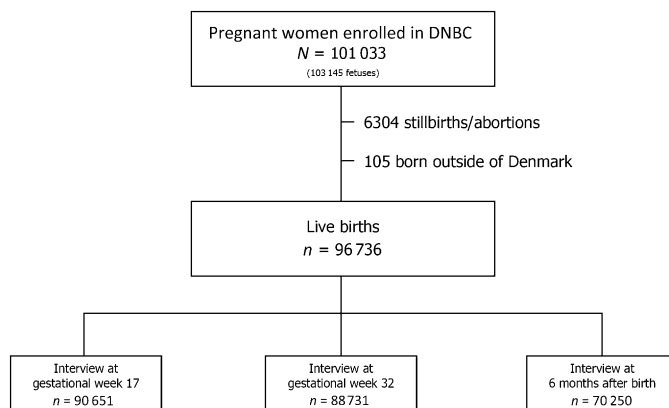 Pregnant women enrolled in DNBC
N = 101 033
(103 145 fetuses)
6304 stillbirths/abortions
105 born outside of Denmark
Live births
n = 96 736
Interview at
gestational week 17
n = 90 651
Interview at
gestational week 32
n = 88 731
Interview at
6 months after birth
n = 70 250